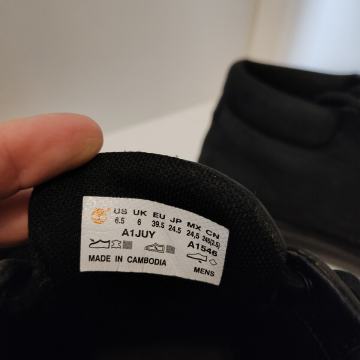 US UK EU JP MX CN
6.5 6 39.5 24.5 24,5 245(2.5)
A1JUY A1546
MADE IN CAMBODIA
MENS